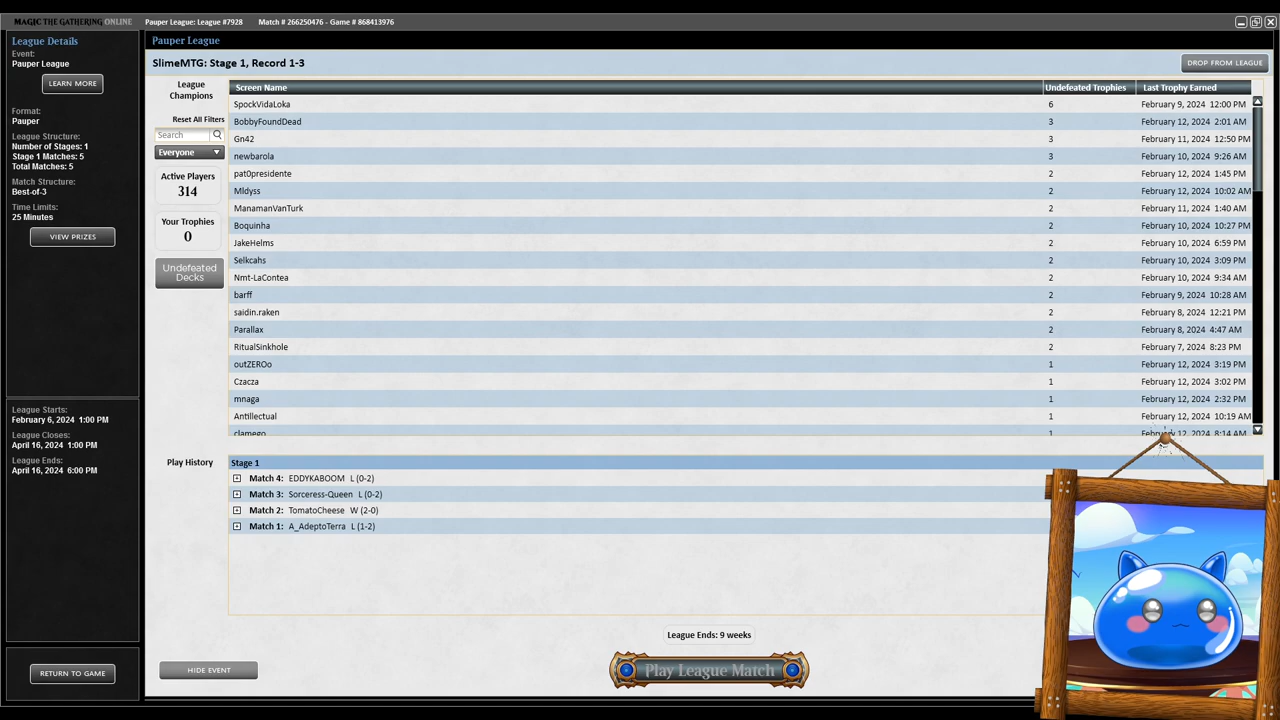 MAGIC THE GATHERING ONLINE Pauper League: League #7928 Match # 266250476 - Game # 868413976
League Details
Event:
Pauper League
LEARN MORE
Format:
Pauper
League Structure:
Number of Stages: 1
Stage 1 Matches: 5
Total Matches: 5
Match Structure:
Best-of-3
Time Limits:
25 Minutes
VIEW PRIZES
League Starts:
February 6, 2024 1:00 PM
League Closes:
April 16, 2024 1:00 PM
League Ends:
April 16, 2024 6:00 PM
RETURN TO GAME
Pauper League
SlimeMTG: Stage 1, Record 1-3
DROP FROM LEAGUE
League
Champions
Reset All Filters
Search
Everyone
Active Players
314
Your Trophies
0
Undefeated
Decks
Screen Name Undefeated Trophies Last Trophy Earned
SpockVidaLoka 6 February 9, 2024 12:00 PM
BobbyFoundDead 3 February 12, 2024 2:01 AM
Gn42 3 February 11, 2024 12:50 PM
newbarola 3 February 10, 2024 9:26 AM
pat0presidente 2 February 12, 2024 1:45 PM
Mldyss 2 February 12, 2024 10:02 AM
ManamanVanTurk 2 February 11, 2024 1:40 AM
Boquinha 2 February 10, 2024 10:27 PM
JakeHelms 2 February 10, 2024 6:59 PM
Selkcahs 2 February 10, 2024 3:09 PM
Nmt-LaContea 2 February 10, 2024 9:34 AM
barff 2 February 9, 2024 10:28 AM
saidin.raken 2 February 8, 2024 12:21 PM
Parallax 2 February 8, 2024 4:47 AM
RitualSinkhole 2 February 7, 2024 8:23 PM
outZEROo 1 February 12, 2024 3:19 PM
Czacza 1 February 12, 2024 3:02 PM
mnaga 1 February 12, 2024 2:32 PM
Antillectual 1 February 12, 2024 10:19 AM
clamego 1 February 12, 2024 8:14 AM
Play History
Stage 1
Match 4: EDDYKABOOM L (0-2)
Match 3: Sorceress-Queen L (0-2)
Match 2: TomatoCheese W (2-0)
Match 1: A_AdeptoTerra L (1-2)
League Ends: 9 weeks
HIDE EVENT
Play League Match